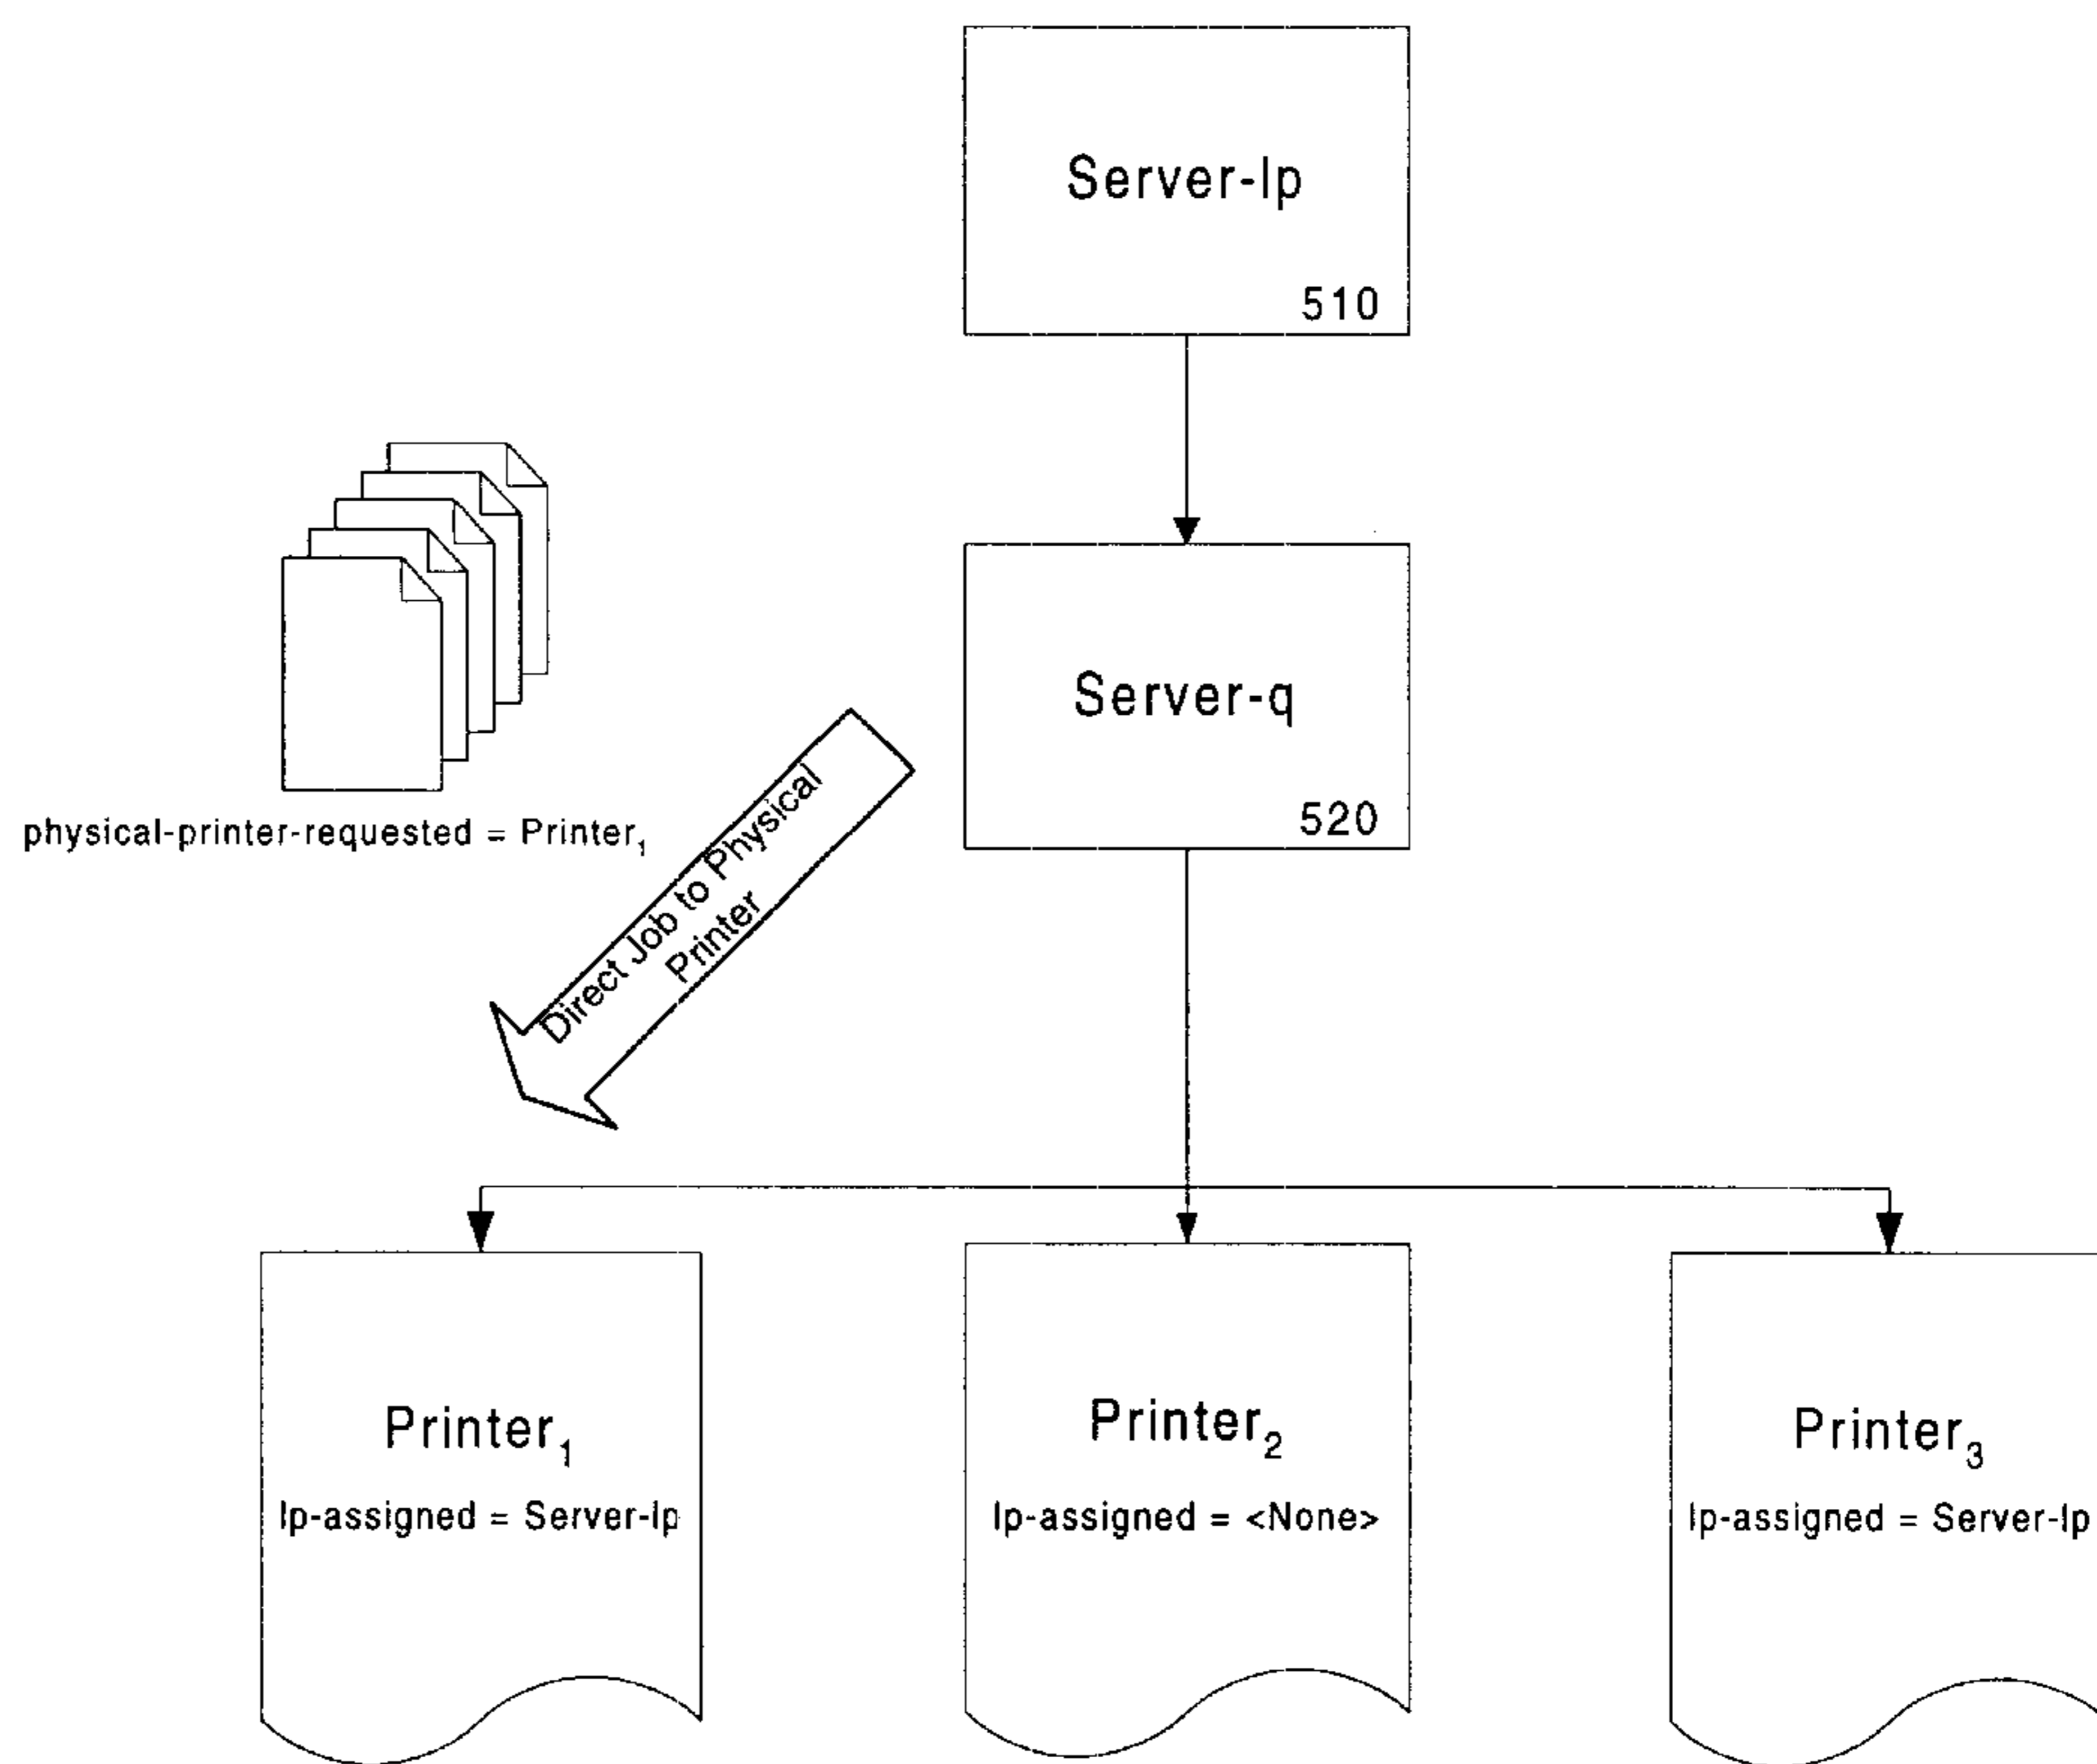 Server-lp
510
Server-q
520
physical-printer-requested = Printer₁
Direct Job to Physical
Printer
Printer₁
lp-assigned = Server-lp
Printer₂
lp-assigned = <None>
Printer₃
lp-assigned = Server-lp